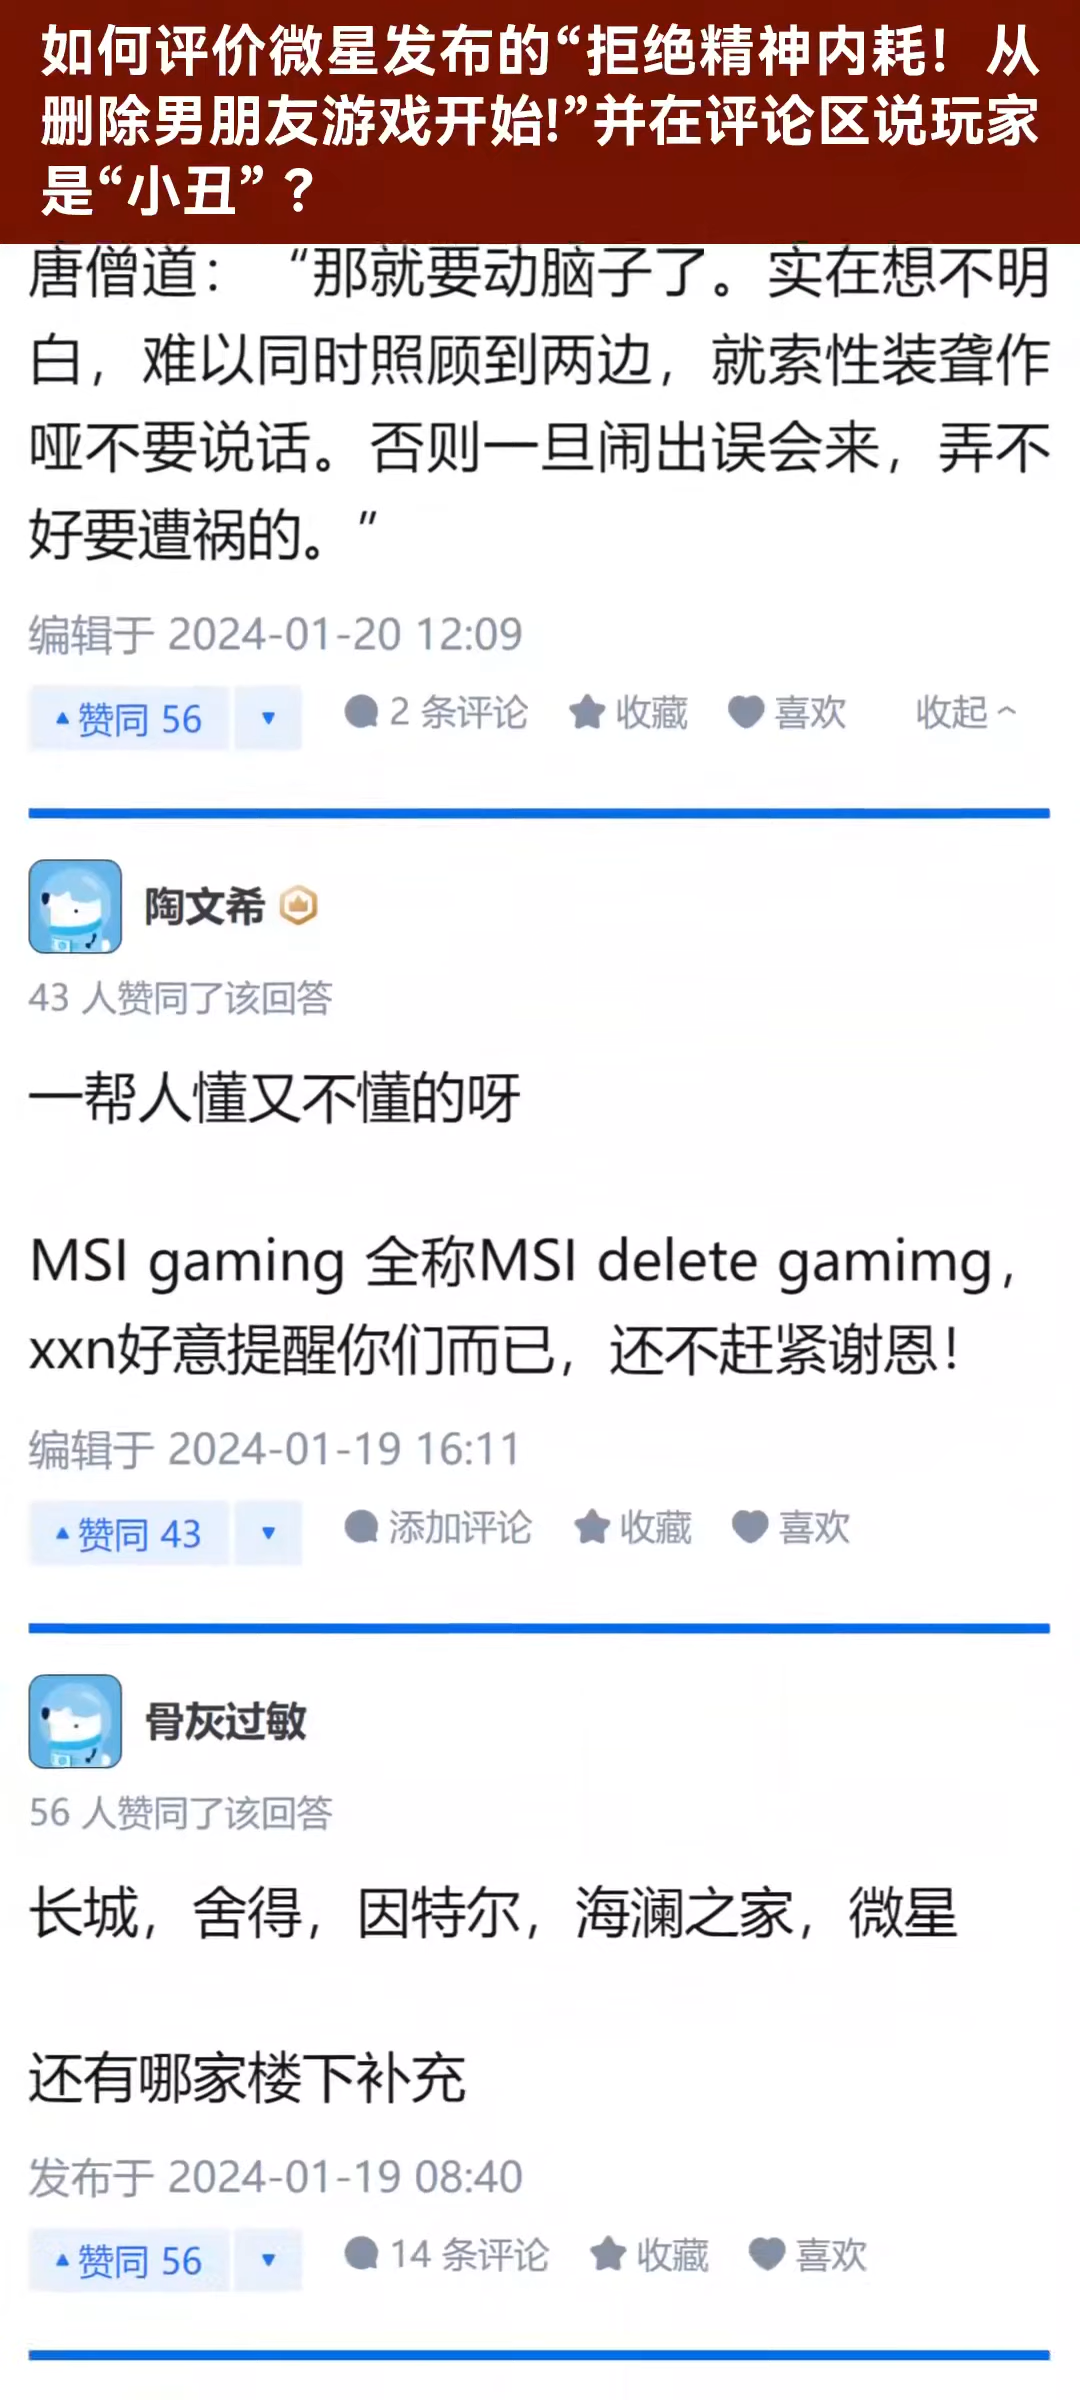 如何评价微星发布的“拒绝精神内耗！从
删除男朋友游戏开始!”并在评论区说玩家
是“小丑”？
唐僧道：“那就要动脑子了。实在想不明
白，难以同时照顾到两边，就索性装聋作
哑不要说话。否则一旦闹出误会来，弄不
好要遭祸的。”
编辑于 2024-01-20 12:09
赞同 56 2 条评论 收藏 喜欢 收起
陶文希
43 人赞同了该回答
一帮人懂又不懂的呀
MSI gaming 全称MSI delete gamimg，
xxn好意提醒你们而已，还不赶紧谢恩！
编辑于 2024-01-19 16:11
赞同 43 添加评论 收藏 喜欢
骨灰过敏
56 人赞同了该回答
长城，舍得，因特尔，海澜之家，微星
还有哪家楼下补充
发布于 2024-01-19 08:40
赞同 56 14 条评论 收藏 喜欢